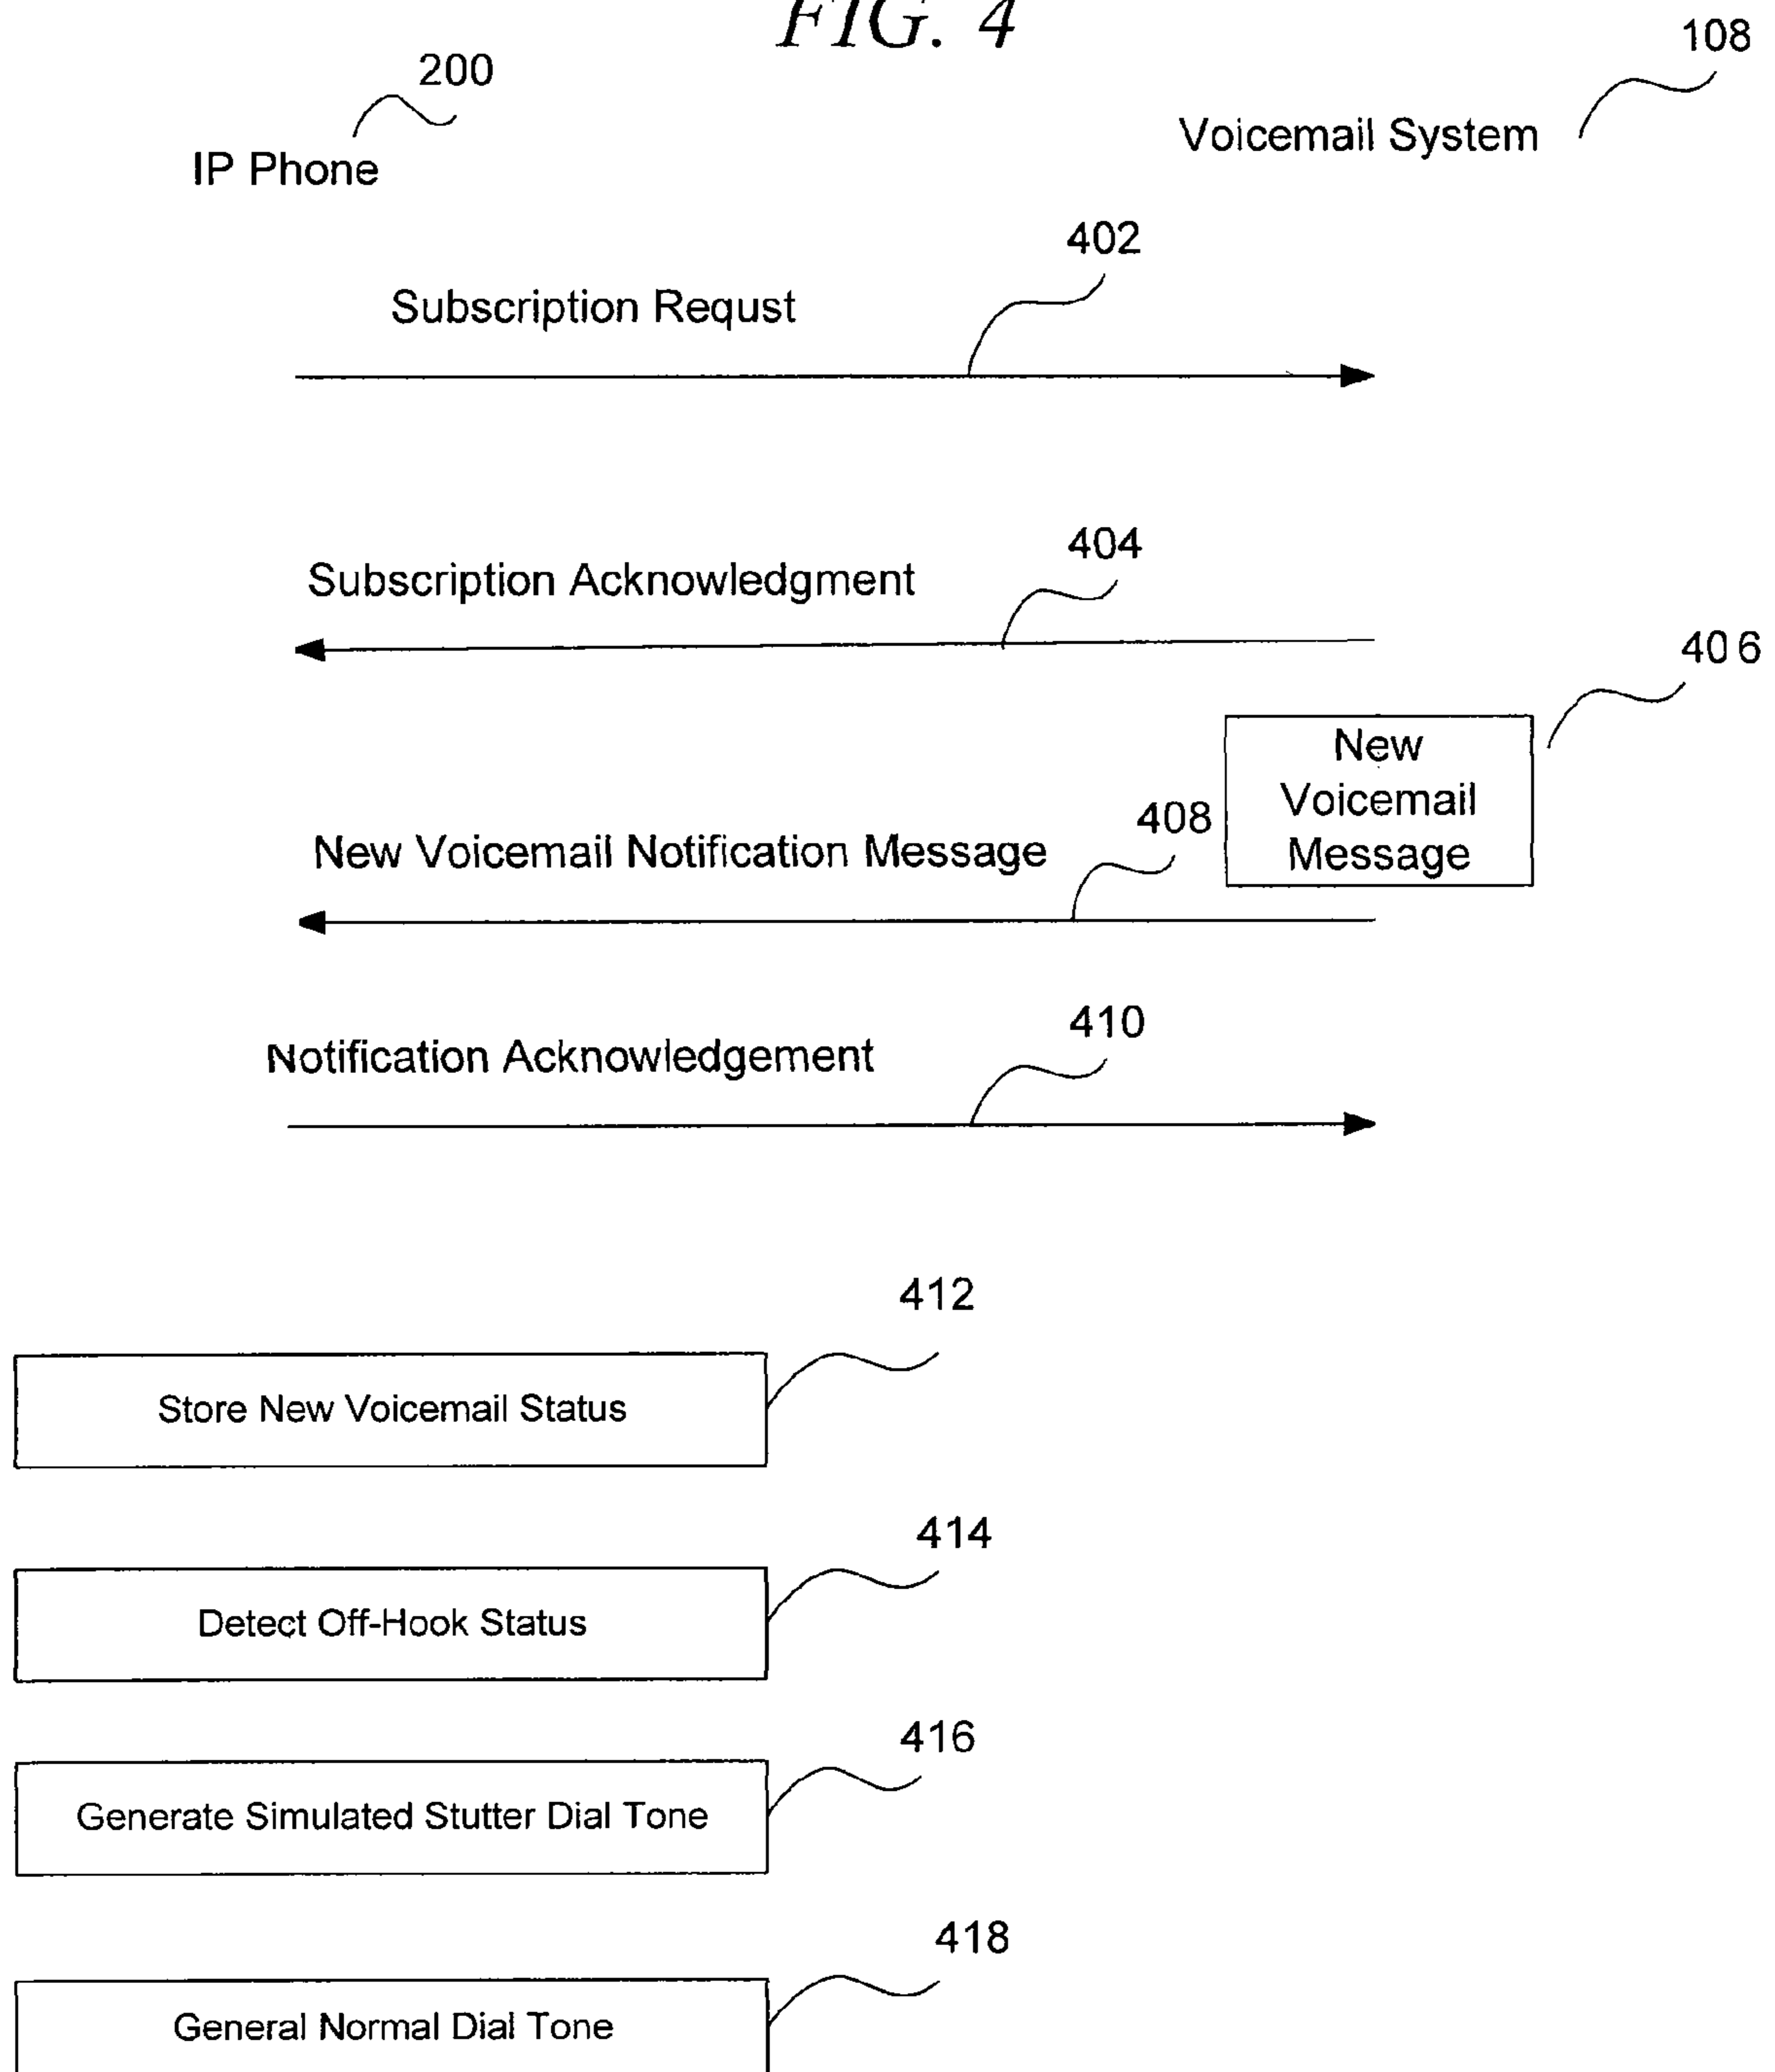 FIG. 4
108
200
Voicemail System
IP Phone
402
Subscription Requst
404
Subscription Acknowledgment
406
New
Voicemail
Message
408
New Voicemail Notification Message
410
Notification Acknowledgement
412
Store New Voicemail Status
414
Detect Off-Hook Status
416
Generate Simulated Stutter Dial Tone
418
General Normal Dial Tone